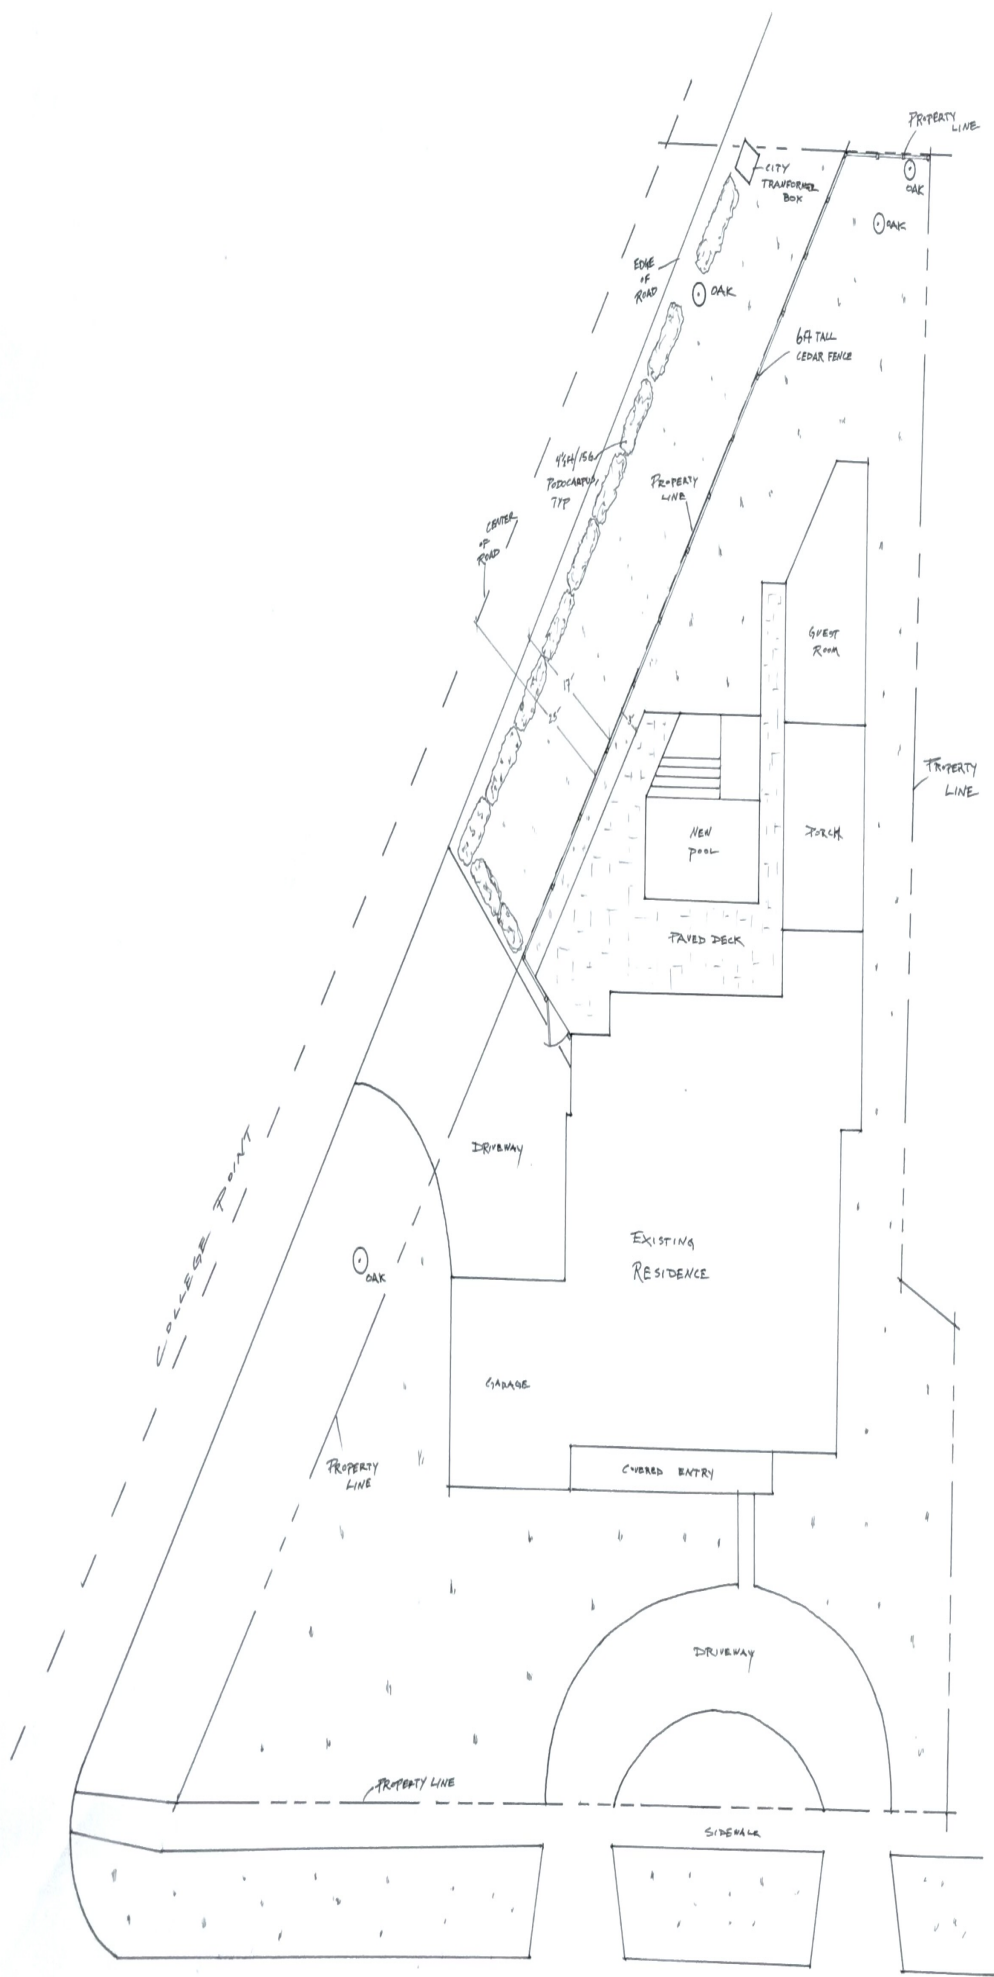 PROPERTY
LINE
CITY
TRANFORMER
BOX
OAK
OAK
EDGE
OF
ROAD
OAK
6FT TALL
CEDAR FENCE
PODOCARPUS,
TYP
PROPERTY
LINE
CENTER
OF
ROAD
GUEST
ROOM
17'
25'
PROPERTY
LINE
NEW
POOL
PORCH
PAVED DECK
DRIVEWAY
COLLEGE POINT
EXISTING
RESIDENCE
OAK
GARAGE
PROPERTY
LINE
COVERED ENTRY
DRIVEWAY
PROPERTY LINE
SIDEWALK